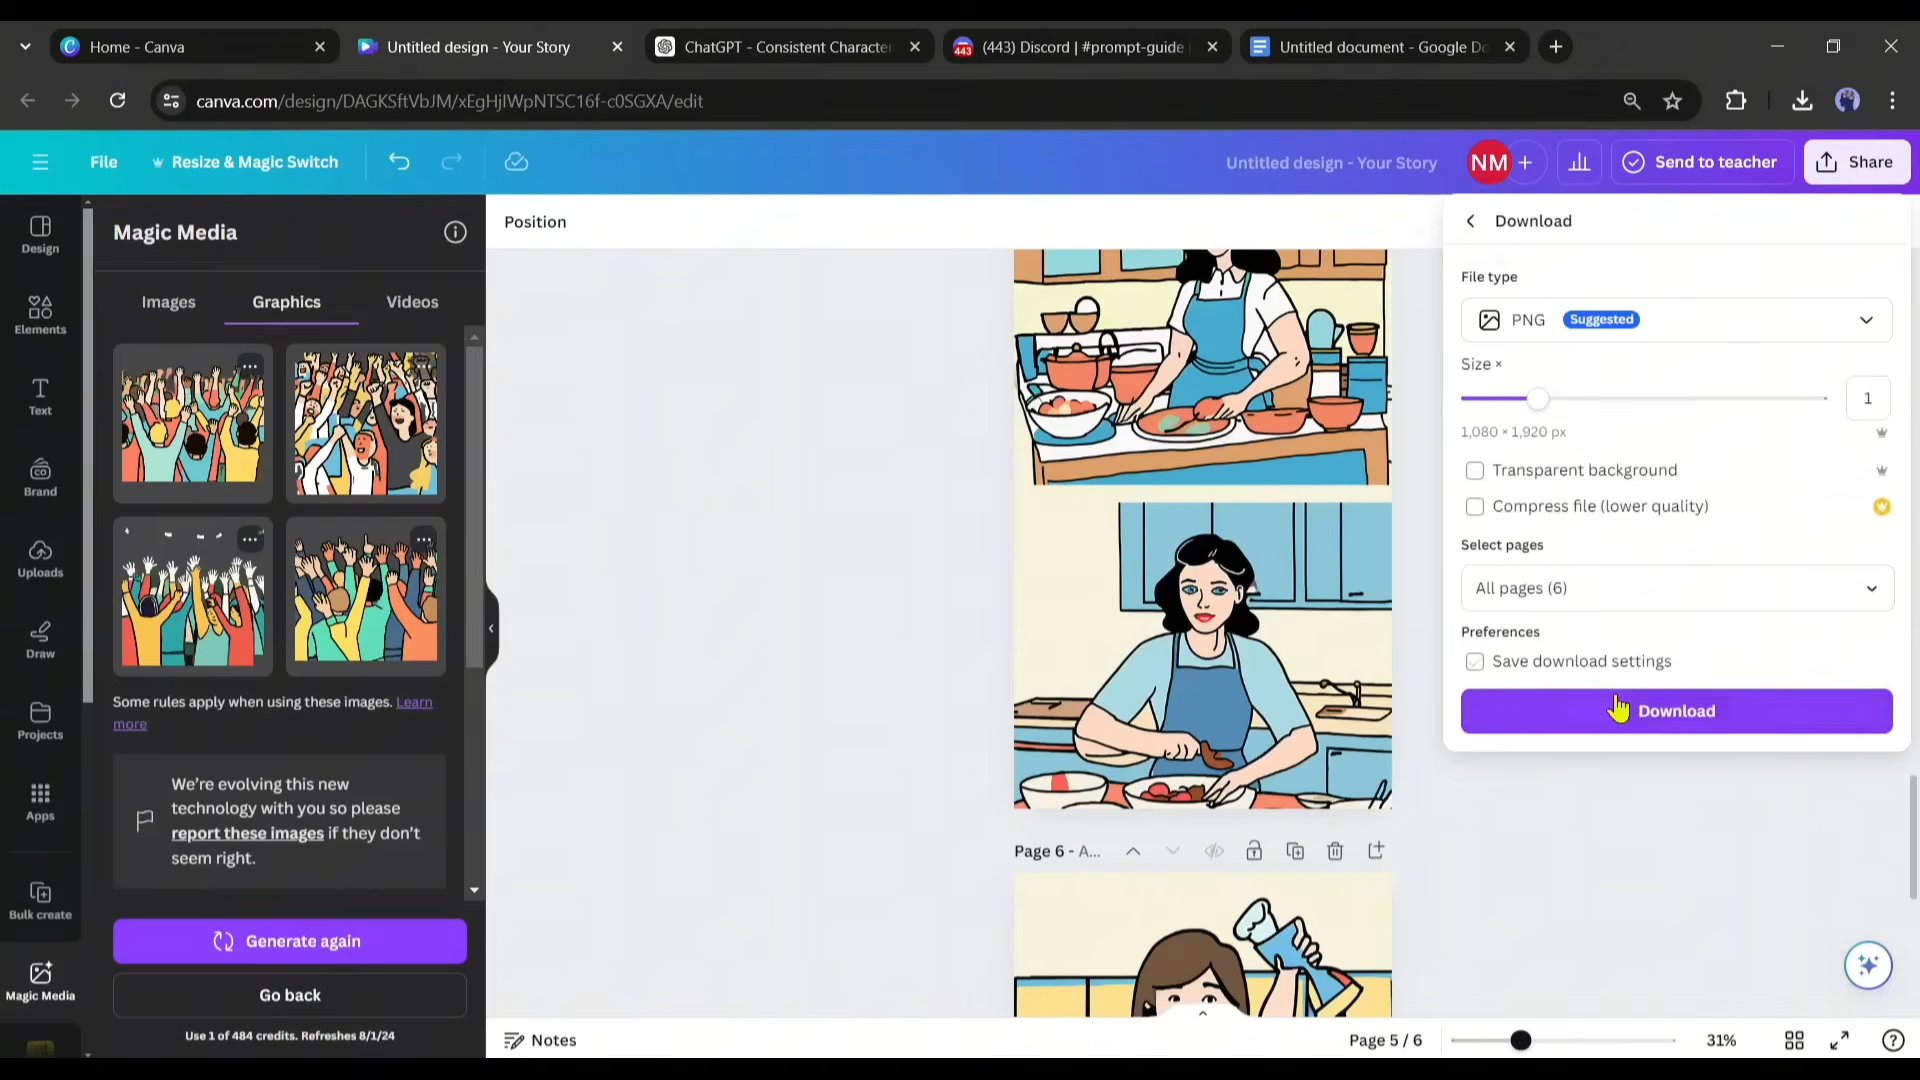 Home - Canva
Untitled design - Your Story
ChatGPT - Consistent Character
443
(443) Discord | #prompt-guide
Untitled document - Google Do
canva.com/design/DAGKSftVbJM/xEgHjIWpNTSC16f-c0SGXA/edit
File
Resize & Magic Switch
Untitled design - Your Story
NM
Send to teacher
Share
Design
Elements
Text
Brand
Uploads
Draw
Projects
Apps
Bulk create
Magic Media
Magic Media
Images
Graphics
Videos
Some rules apply when using these images. Learn
more
We're evolving this new
technology with you so please
report these images if they don't
seem right.
Generate again
Go back
Use 1 of 484 credits. Refreshes 8/1/24
Position
Page 6 - A...
Notes
Page 5 / 6
31%
Download
File type
PNG
Suggested
Size ×
1
1,080 × 1,920 px
Transparent background
Compress file (lower quality)
Select pages
All pages (6)
Preferences
Save download settings
Download